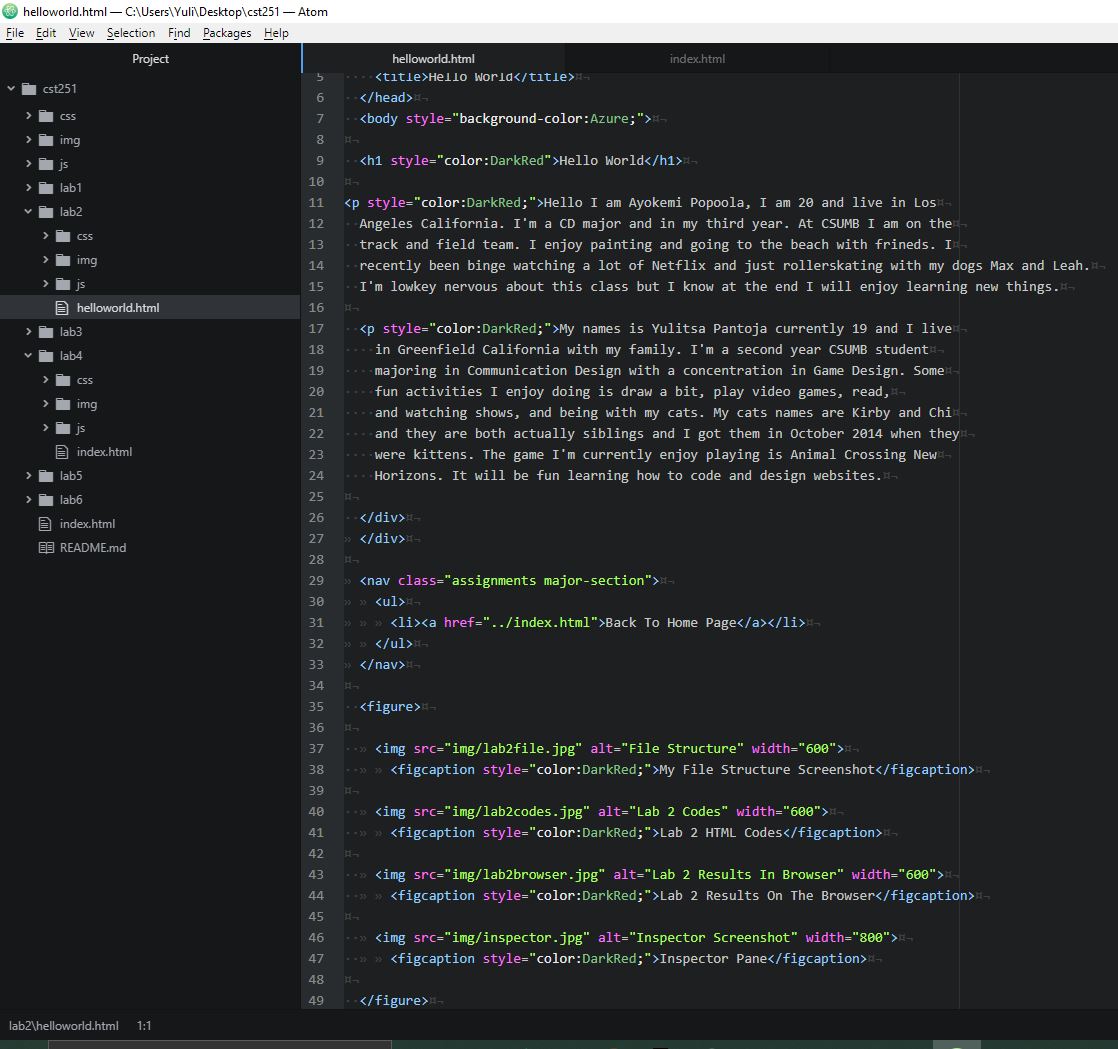 helloworld.html — C:\Users\Yuli\Desktop\cst251 — Atom
File Edit View Selection Find Packages Help
Project
cst251
css
img
js
lab1
lab2
css
img
js
helloworld.html
lab3
lab4
css
img
js
index.html
lab5
lab6
index.html
README.md
helloworld.html index.html
5 <title>Hello World</title>
6 </head>
7 <body style="background-color:Azure;">
8
9 <h1 style="color:DarkRed">Hello World</h1>
10
11 <p style="color:DarkRed;">Hello I am Ayokemi Popoola, I am 20 and live in Los
12 Angeles California. I'm a CD major and in my third year. At CSUMB I am on the
13 track and field team. I enjoy painting and going to the beach with frineds. I
14 recently been binge watching a lot of Netflix and just rollerskating with my dogs Max and Leah.
15 I'm lowkey nervous about this class but I know at the end I will enjoy learning new things.
16
17 <p style="color:DarkRed;">My names is Yulitsa Pantoja currently 19 and I live
18 in Greenfield California with my family. I'm a second year CSUMB student
19 majoring in Communication Design with a concentration in Game Design. Some
20 fun activities I enjoy doing is draw a bit, play video games, read,
21 and watching shows, and being with my cats. My cats names are Kirby and Chi
22 and they are both actually siblings and I got them in October 2014 when they
23 were kittens. The game I'm currently enjoy playing is Animal Crossing New
24 Horizons. It will be fun learning how to code and design websites.
25
26 </div>
27 </div>
28
29 <nav class="assignments major-section">
30 <ul>
31 <li><a href="../index.html">Back To Home Page</a></li>
32 </ul>
33 </nav>
34
35 <figure>
36
37 <img src="img/lab2file.jpg" alt="File Structure" width="600">
38 <figcaption style="color:DarkRed;">My File Structure Screenshot</figcaption>
39
40 <img src="img/lab2codes.jpg" alt="Lab 2 Codes" width="600">
41 <figcaption style="color:DarkRed;">Lab 2 HTML Codes</figcaption>
42
43 <img src="img/lab2browser.jpg" alt="Lab 2 Results In Browser" width="600">
44 <figcaption style="color:DarkRed;">Lab 2 Results On The Browser</figcaption>
45
46 <img src="img/inspector.jpg" alt="Inspector Screenshot" width="800">
47 <figcaption style="color:DarkRed;">Inspector Pane</figcaption>
48
49 </figure>
lab2\helloworld.html 1:1